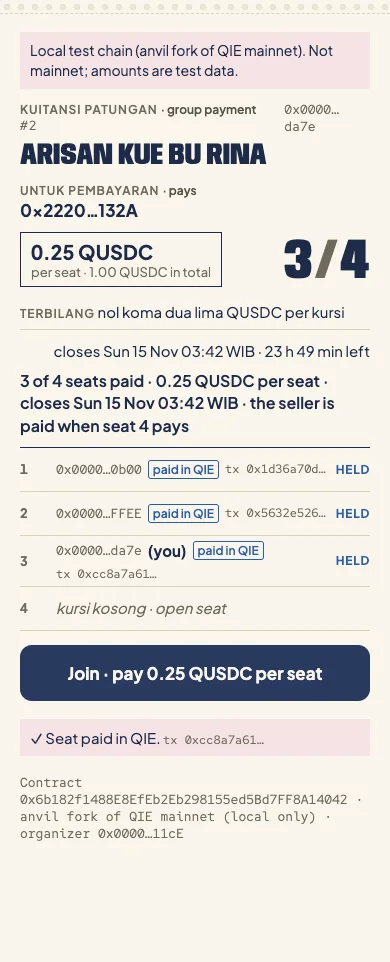 Local test chain (anvil fork of QIE mainnet). Not
mainnet; amounts are test data.
KUITANSI PATUNGAN · group payment 0x0000…
#2 da7e
ARISAN KUE BU RINA
UNTUK PEMBAYARAN · pays
0×2220…132A
0.25 QUSDC
per seat · 1.00 QUSDC in total
3/4
TERBILANG nol koma dua lima QUSDC per kursi
closes Sun 15 Nov 03:42 WIB · 23 h 49 min left
3 of 4 seats paid · 0.25 QUSDC per seat ·
closes Sun 15 Nov 03:42 WIB · the seller is
paid when seat 4 pays
1 0x0000…0b00 paid in QIE tx 0x1d36a70d… HELD
2 0x0000…FFEE paid in QIE tx 0x5632e526… HELD
3 0x0000…da7e (you) paid in QIE HELD
tx 0xcc8a7a61…
4 kursi kosong · open seat
Join · pay 0.25 QUSDC per seat
✓ Seat paid in QIE. tx 0xcc8a7a61…
Contract
0x6b182f1488E8EfEb2Eb298155ed5Bd7FF8A14042 ·
anvil fork of QIE mainnet (local only) ·
organizer 0x0000…11cE